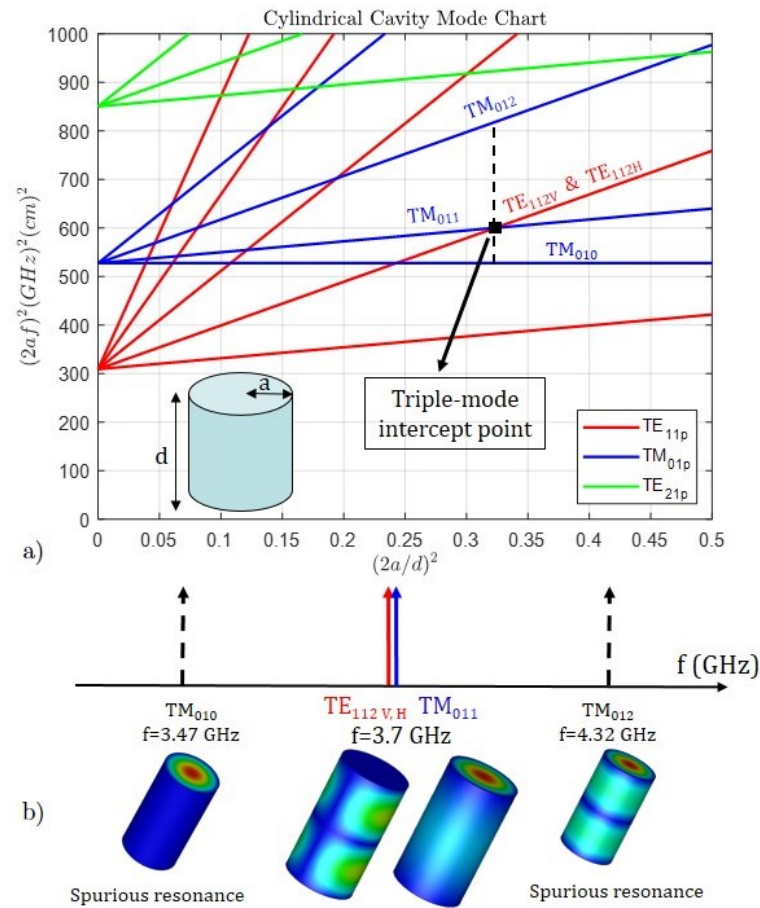 Cylindrical Cavity Mode Chart
1000
900
800
700
600
500
400
300
200
100
0
(2af)²(GHz)²(cm)²
TM₀₁₂
TE₁₁₂V & TE₁₁₂H
TM₀₁₁
TM₀₁₀
a
d
Triple-mode
intercept point
TE₁₁ₚ
TM₀₁ₚ
TE₂₁ₚ
0 0.05 0.1 0.15 0.2 0.25 0.3 0.35 0.4 0.45 0.5
(2a/d)²
a)
f (GHz)
TM₀₁₀ TE₁₁₂ V, H TM₀₁₁ TM₀₁₂
f=3.47 GHz f=3.7 GHz f=4.32 GHz
b)
Spurious resonance Spurious resonance